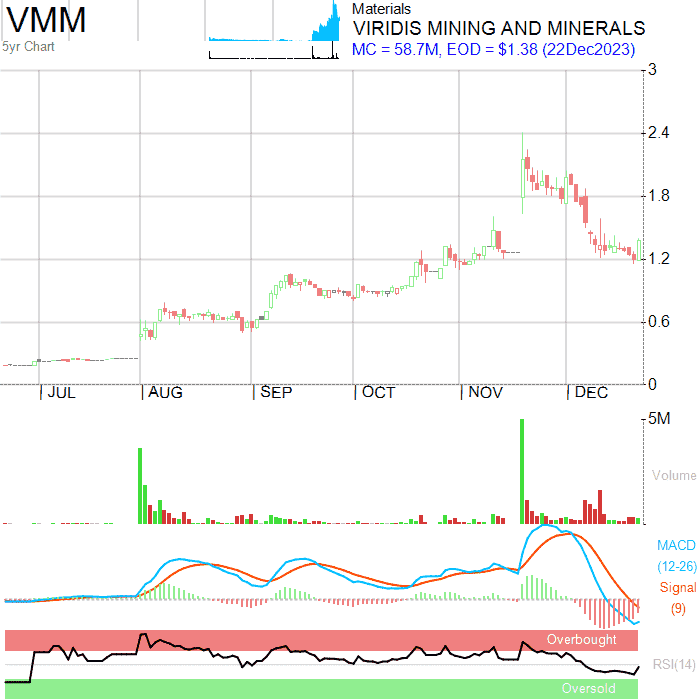 VMM
5yr Chart
Materials
VIRIDIS MINING AND MINERALS
MC = 58.7M, EOD = $1.38 (22Dec2023)
3
2.4
1.8
1.2
0.6
0
JUL
AUG
SEP
OCT
NOV
DEC
5M
Volume
MACD
(12-26)
Signal
(9)
Overbought
RSI(14)
Oversold